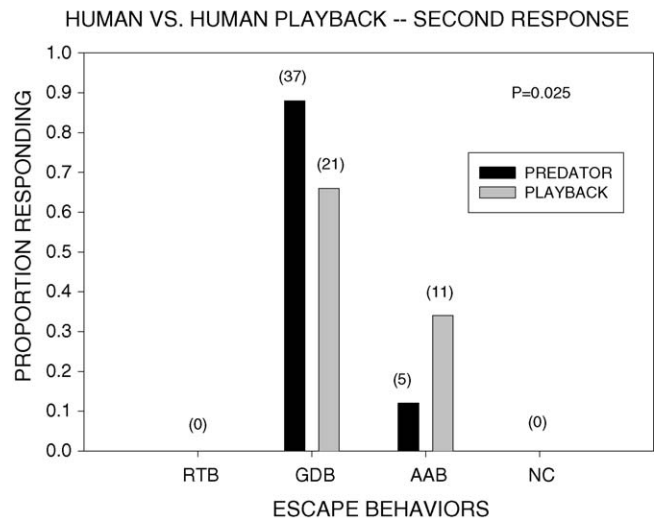 HUMAN VS. HUMAN PLAYBACK -- SECOND RESPONSE
PROPORTION RESPONDING
1.0
0.9
0.8
0.7
0.6
0.5
0.4
0.3
0.2
0.1
0.0
(37)
(21)
(5)
(11)
(0)
(0)
P=0.025
PREDATOR
PLAYBACK
RTB GDB AAB NC
ESCAPE BEHAVIORS